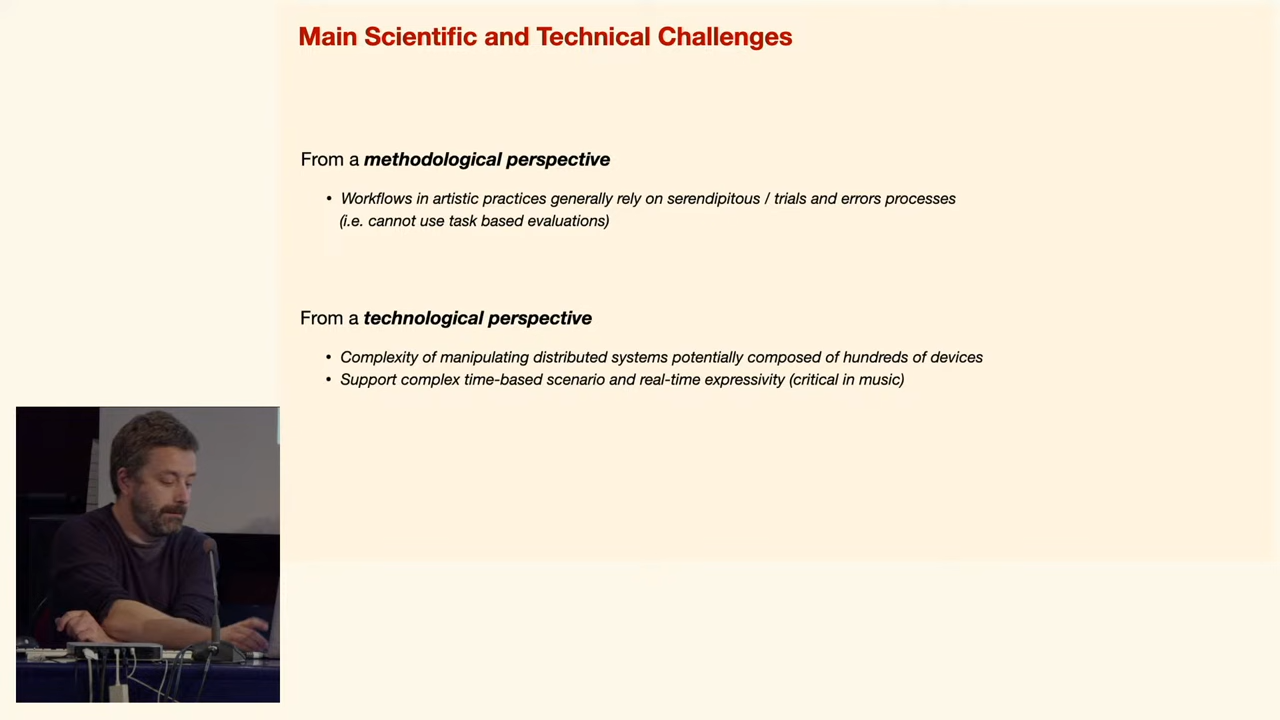 Main Scientific and Technical Challenges
From a methodological perspective
• Workflows in artistic practices generally rely on serendipitous / trials and errors processes
(i.e. cannot use task based evaluations)
From a technological perspective
• Complexity of manipulating distributed systems potentially composed of hundreds of devices
• Support complex time-based scenario and real-time expressivity (critical in music)